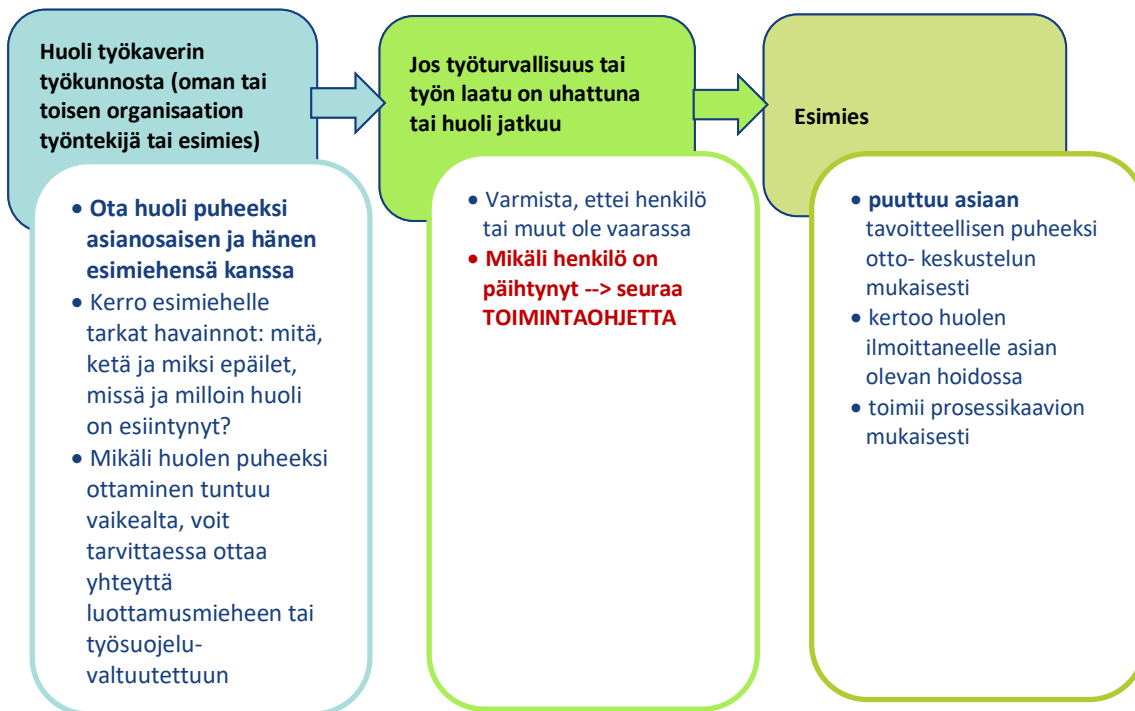 Huoli työkaverin
työkunnosta (oman tai
toisen organisaation
työntekijä tai esimies)
• Ota huoli puheeksi
asianosaisen ja hänen
esimiehensä kanssa
• Kerro esimiehelle
tarkat havainnot: mitä,
ketä ja miksi epäilet,
missä ja milloin huoli
on esiintynyt?
• Mikäli huolen puheeksi
ottaminen tuntuu
vaikealta, voit
tarvittaessa ottaa
yhteyttä
luottamusmieheen tai
työsuojelu-
valtuutettuun
Jos työturvallisuus tai
työn laatu on uhattuna
tai huoli jatkuu
• Varmista, ettei henkilö
tai muut ole vaarassa
• Mikäli henkilö on
päihtynyt --> seuraa
TOIMINTAOHJETTA
Esimies
• puuttuu asiaan
tavoitteellisen puheeksi
otto- keskustelun
mukaisesti
• kertoo huolen
ilmoittaneelle asian
olevan hoidossa
• toimii prosessikaavion
mukaisesti